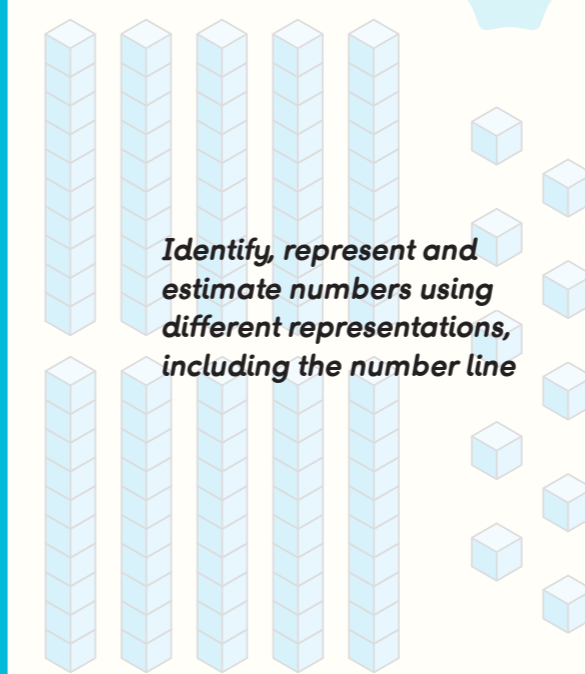 Identify, represent and
estimate numbers using
different representations,
including the number line